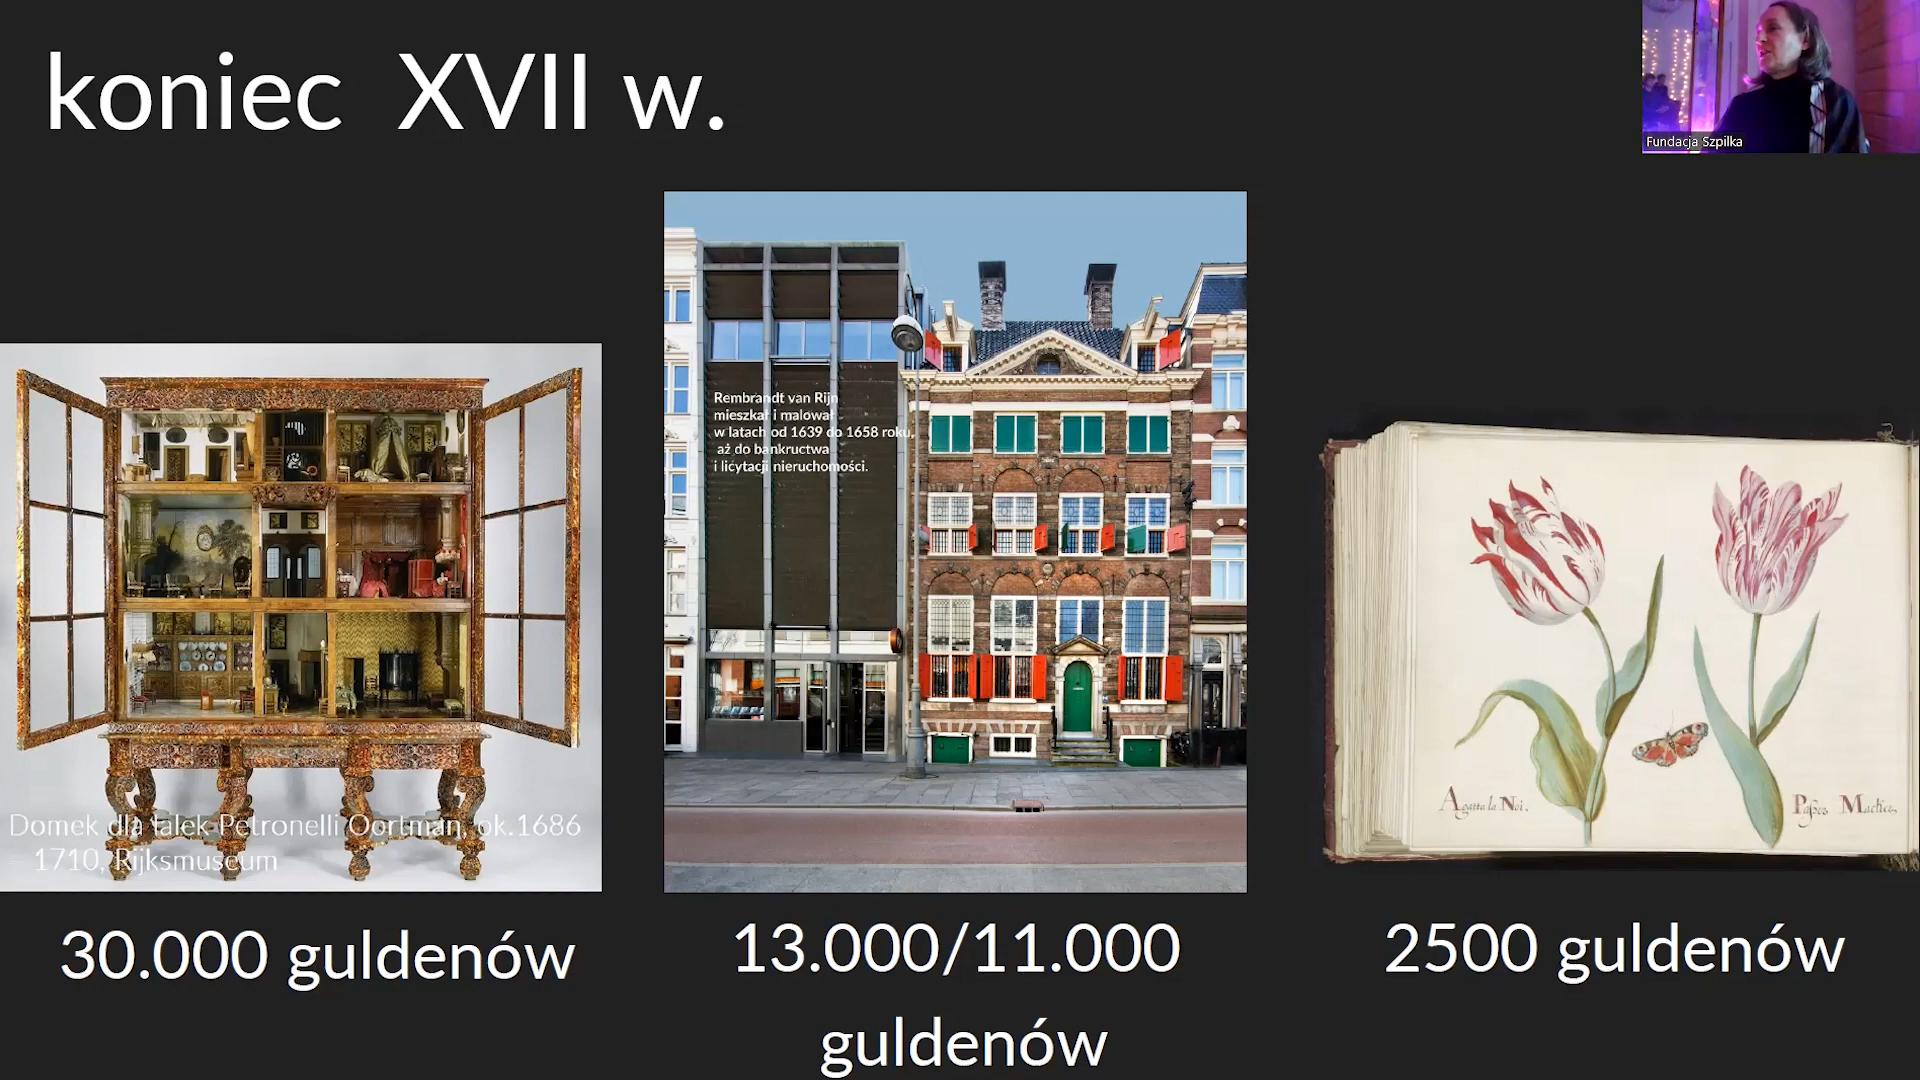 koniec XVII w.
Fundacja Szpilka
Rembrandt van Rijn
mieszkał i malował
w latach od 1639 do 1658 roku,
aż do bankructwa
i licytacji nieruchomości.
Domek dla lalek Petronelli Oortman, ok.1686
– 1710, Rijksmuseum
Agatta la Noi.
Passes Mactice
30.000 guldenów
13.000/11.000
guldenów
2500 guldenów